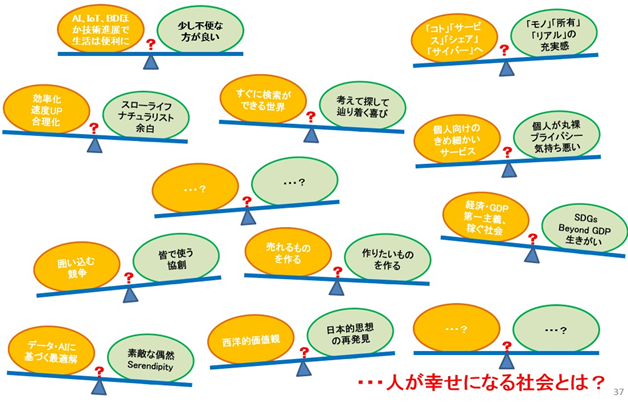 AI、IoT、BDほ
か技術進展で
生活は便利に
?
少し不便な
方が良い
「コト」「サービ
ス」「シェア」
「サイバー」へ
?
「モノ」「所有」
「リアル」の
充実感
効率化
速度UP
合理化
?
スローライフ
ナチュラリスト
余白
すぐに検索が
できる世界
?
考えて探して
辿り着く喜び
個人向けの
きめ細かい
サービス
?
個人が丸裸
プライバシー
気持ち悪い
・・・?
?
・・・?
経済・GDP
第一主義、
稼ぐ社会
?
SDGs
Beyond GDP
生きがい
囲い込む
競争
?
皆で使う
協創
売れるもの
を作る
?
作りたいもの
を作る
データ・AIに
基づく最適解
?
素敵な偶然
Serendipity
西洋的価値観
?
日本的思想
の再発見
・・・?
?
・・・?
・・・人が幸せになる社会とは?
37